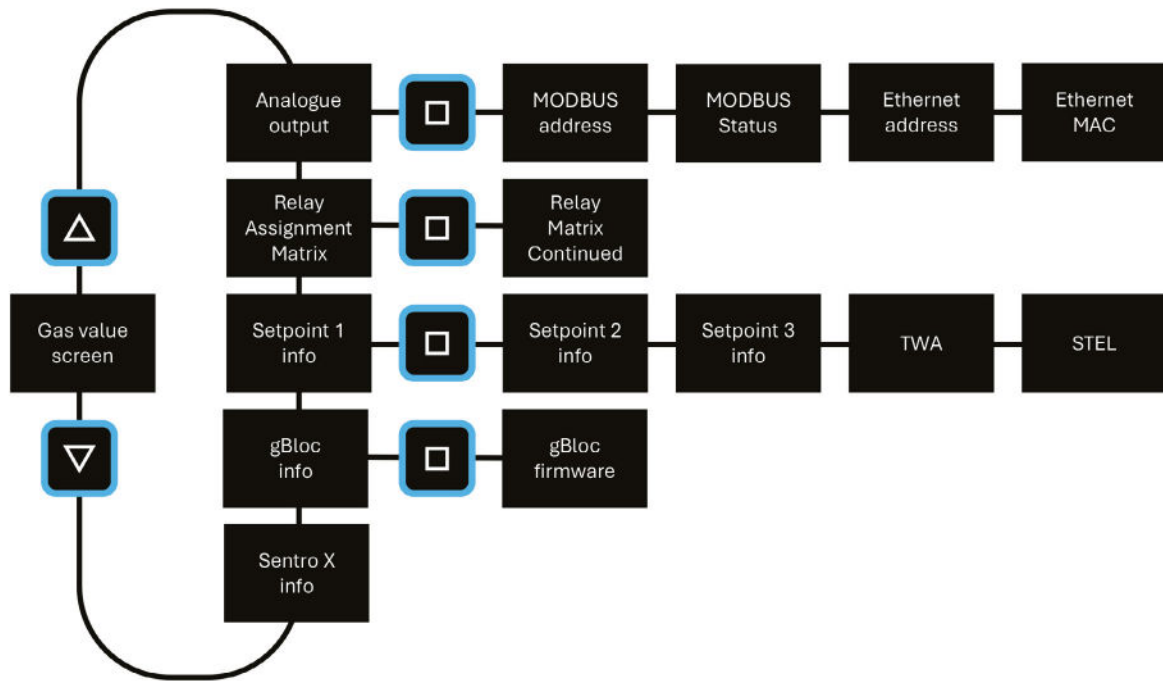 Analogue
output
MODBUS
address
MODBUS
Status
Ethernet
address
Ethernet
MAC
Relay
Assignment
Matrix
Relay
Matrix
Continued
Gas value
screen
Setpoint 1
info
Setpoint 2
info
Setpoint 3
info
TWA
STEL
gBloc
info
gBloc
firmware
Sentro X
info